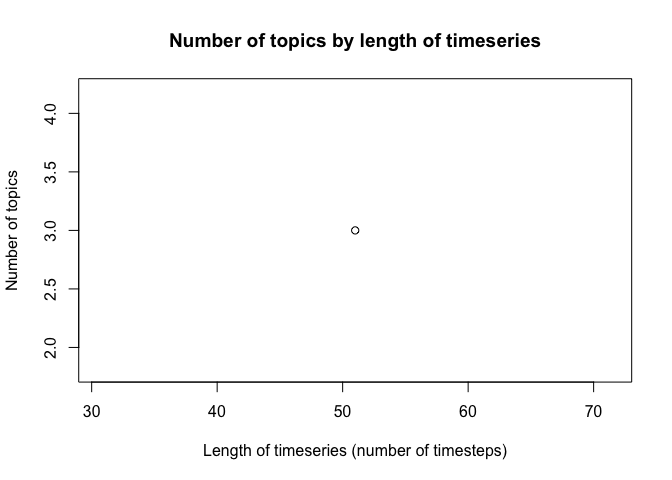 Number of topics by length of timeseries
Number of topics
4.0
3.5
3.0
2.5
2.0
30 40 50 60 70
Length of timeseries (number of timesteps)